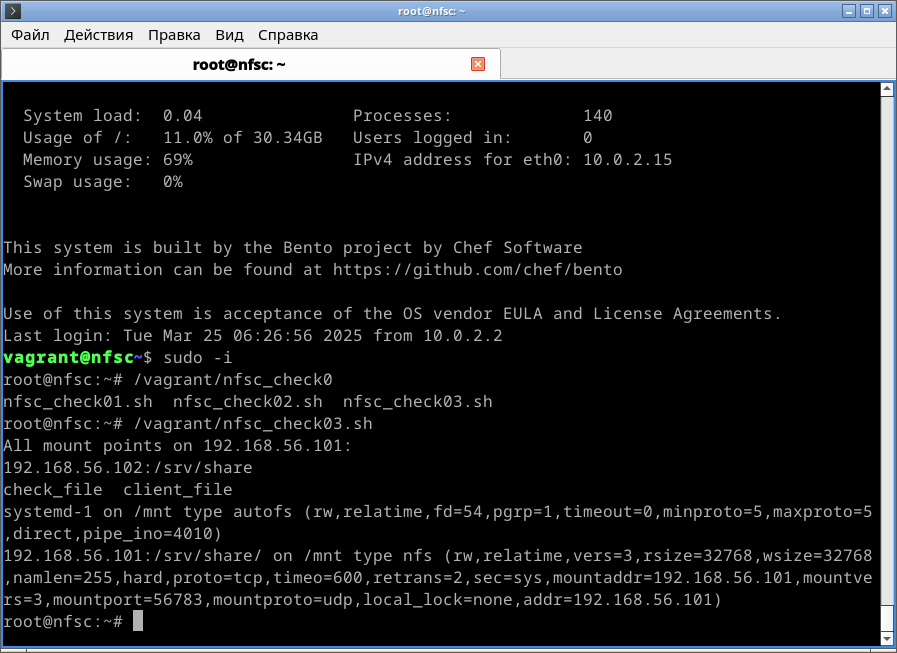 root@nfsc: ~
Файл Действия Правка Вид Справка
root@nfsc: ~
System load: 0.04 Processes: 140
Usage of /: 11.0% of 30.34GB Users logged in: 0
Memory usage: 69% IPv4 address for eth0: 10.0.2.15
Swap usage: 0%
This system is built by the Bento project by Chef Software
More information can be found at https://github.com/chef/bento
Use of this system is acceptance of the OS vendor EULA and License Agreements.
Last login: Tue Mar 25 06:26:56 2025 from 10.0.2.2
vagrant@nfsc~$ sudo -i
root@nfsc:~# /vagrant/nfsc_check0
nfsc_check01.sh nfsc_check02.sh nfsc_check03.sh
root@nfsc:~# /vagrant/nfsc_check03.sh
All mount points on 192.168.56.101:
192.168.56.102:/srv/share
check_file client_file
systemd-1 on /mnt type autofs (rw,relatime,fd=54,pgrp=1,timeout=0,minproto=5,maxproto=5
,direct,pipe_ino=4010)
192.168.56.101:/srv/share/ on /mnt type nfs (rw,relatime,vers=3,rsize=32768,wsize=32768
,namlen=255,hard,proto=tcp,timeo=600,retrans=2,sec=sys,mountaddr=192.168.56.101,mountve
rs=3,mountport=56783,mountproto=udp,local_lock=none,addr=192.168.56.101)
root@nfsc:~#